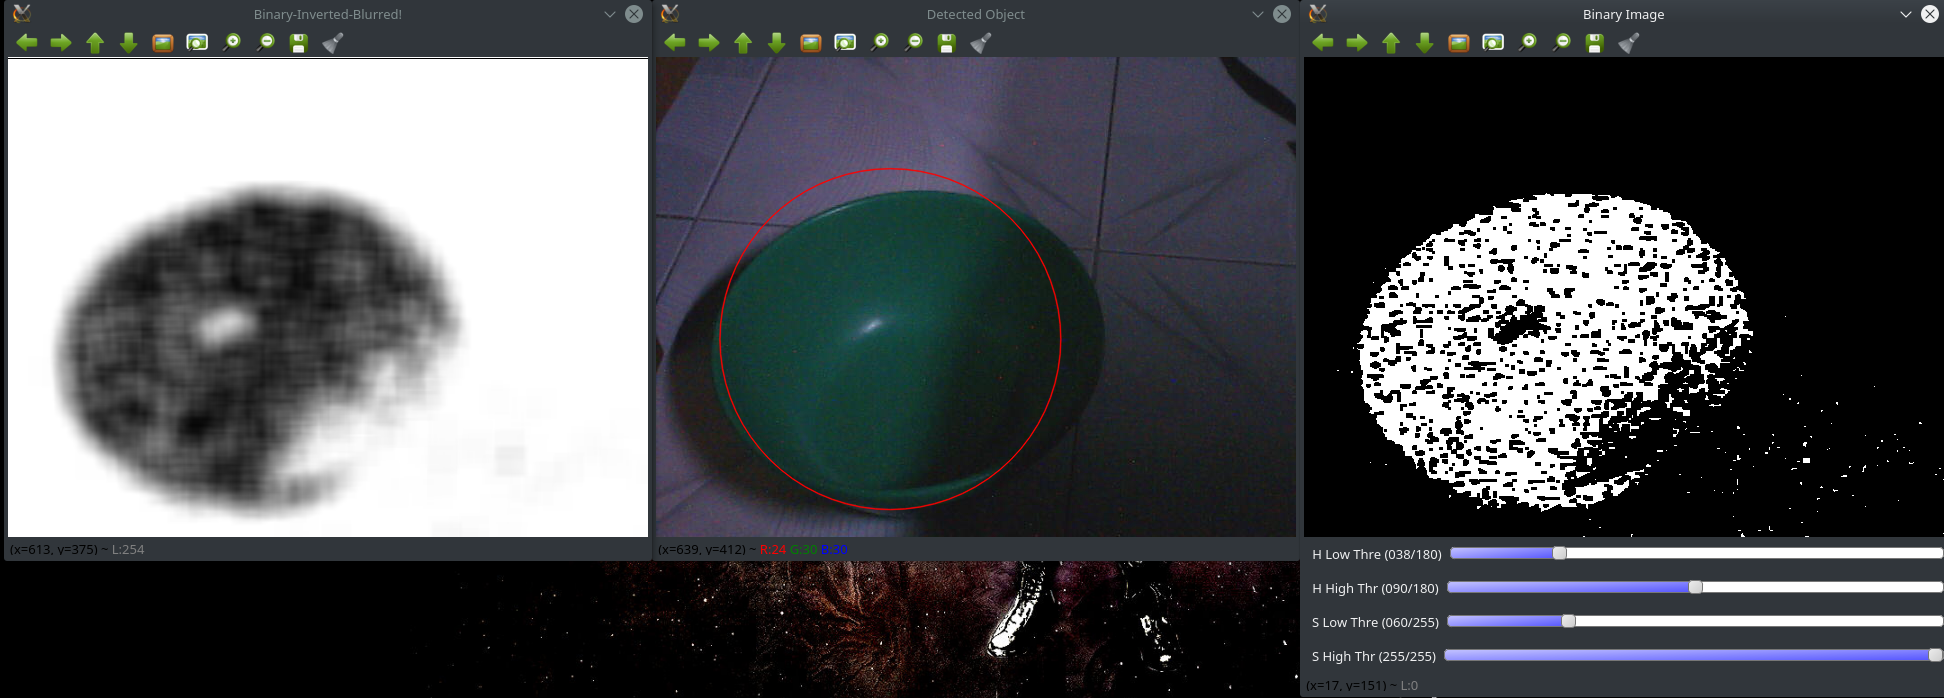 Binary-Inverted-Blurred!
Detected Object
Binary Image
(x=613, y=375) ~ L:254
(x=639, y=412) ~ R:24 G:30 B:30
H Low Thre (038/180)
H High Thr (090/180)
S Low Thre (060/255)
S High Thr (255/255)
(x=17, y=151) ~ L:0